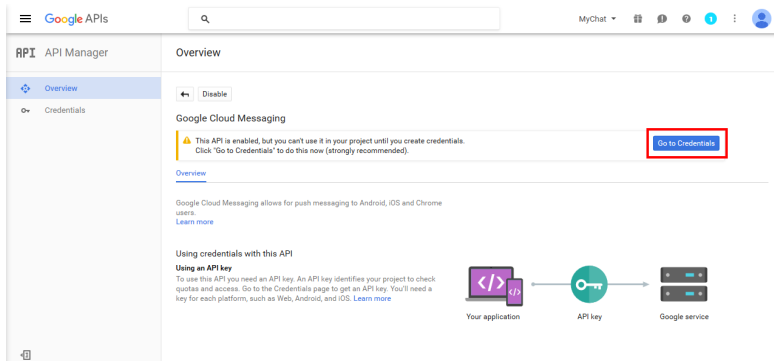 Google APIs
MyChat
1
API API Manager
Overview
Overview
Credentials
Disable
Google Cloud Messaging
This API is enabled, but you can't use it in your project until you create credentials.
Click "Go to Credentials" to do this now (strongly recommended).
Go to Credentials
Overview
Google Cloud Messaging allows for push messaging to Android, iOS and Chrome
users.
Learn more
Using credentials with this API
Using an API key
To use this API you need an API key. An API key identifies your project to check
quotas and access. Go to the Credentials page to get an API key. You'll need a
key for each platform, such as Web, Android, and iOS. Learn more
</>
</>
Your application
API key
Google service